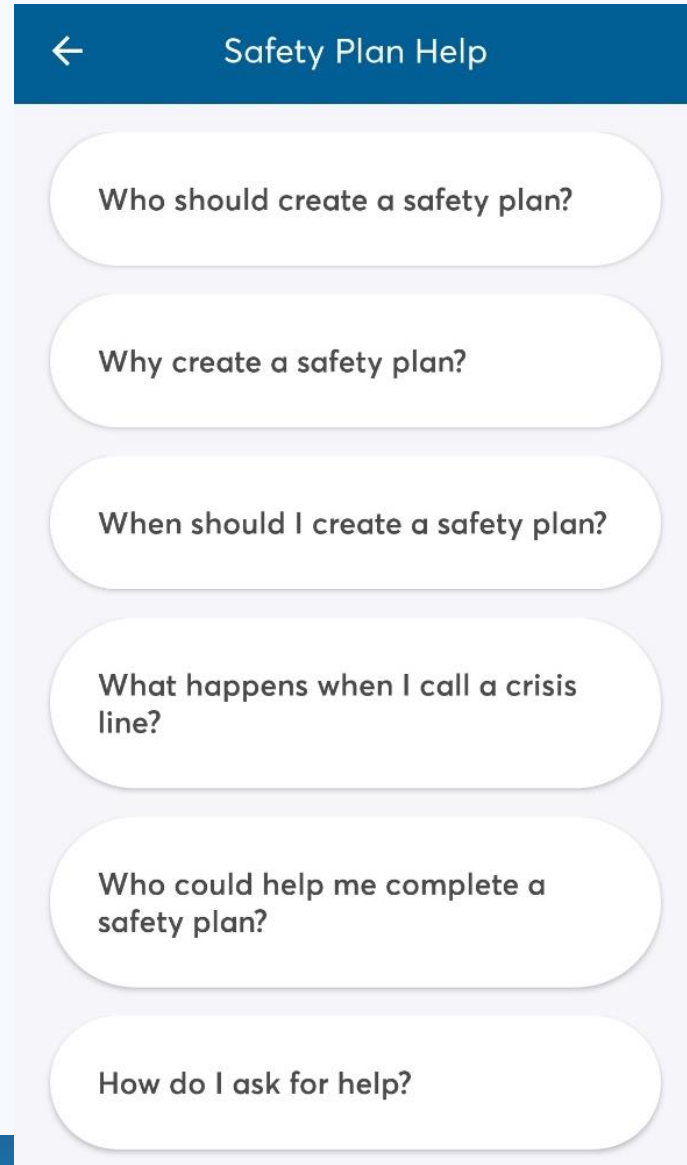 Safety Plan Help
Who should create a safety plan?
Why create a safety plan?
When should I create a safety plan?
What happens when I call a crisis
line?
Who could help me complete a
safety plan?
How do I ask for help?